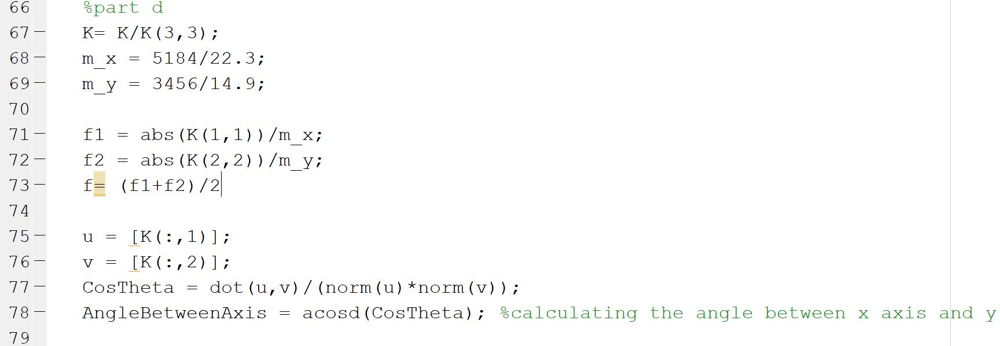 66 %part d
67 K= K/K(3,3);
68 m_x = 5184/22.3;
69 m_y = 3456/14.9;
70
71 f1 = abs(K(1,1))/m_x;
72 f2 = abs(K(2,2))/m_y;
73 f= (f1+f2)/2
74
75 u = [K(:,1)];
76 v = [K(:,2)];
77 CosTheta = dot(u,v)/(norm(u)*norm(v));
78 AngleBetweenAxis = acosd(CosTheta); %calculating the angle between x axis and y
79